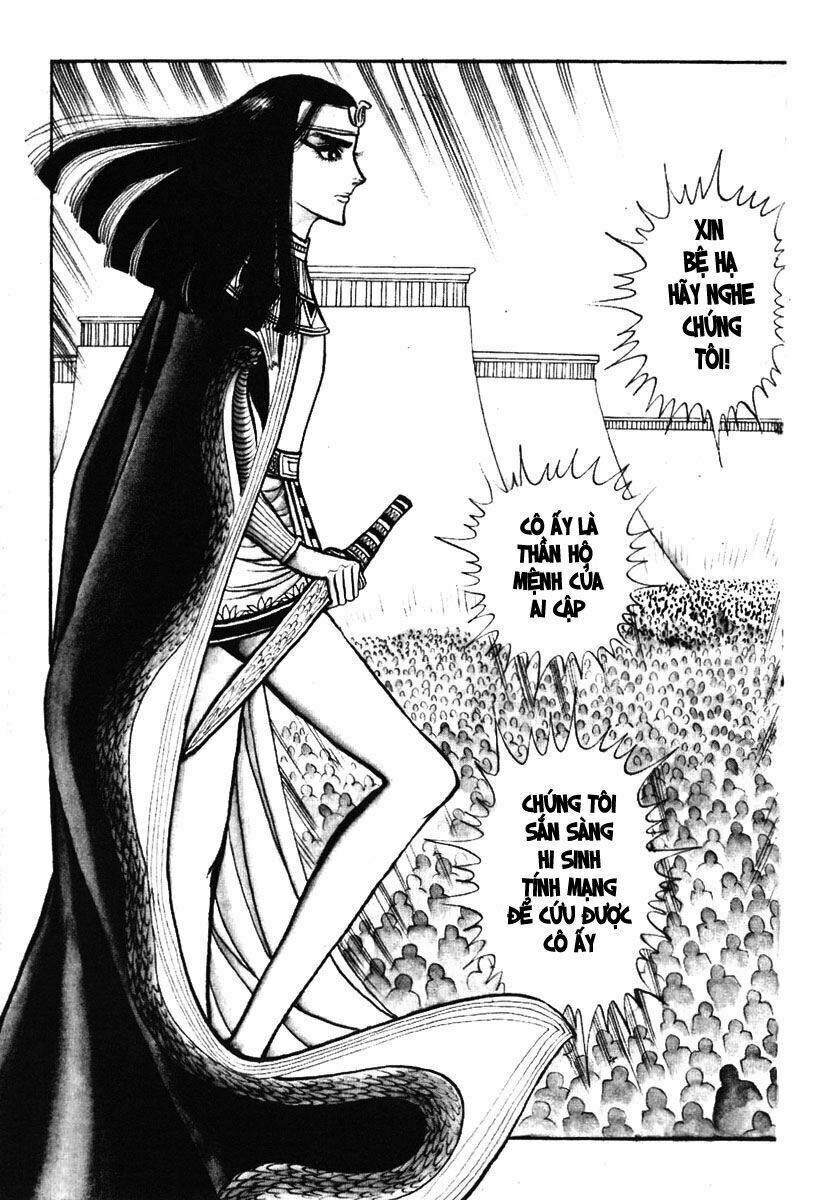 XIN
BỆ HẠ
HÃY NGHE
CHÚNG
TÔI!
CÔ ẤY LÀ
THẦN HỘ
MỆNH CỦA
AI CẬP
CHÚNG TÔI
SẮN SÀNG
HI SINH
TÍNH MẠNG
ĐỂ CỨU ĐƯỢC
CÔ ẤY